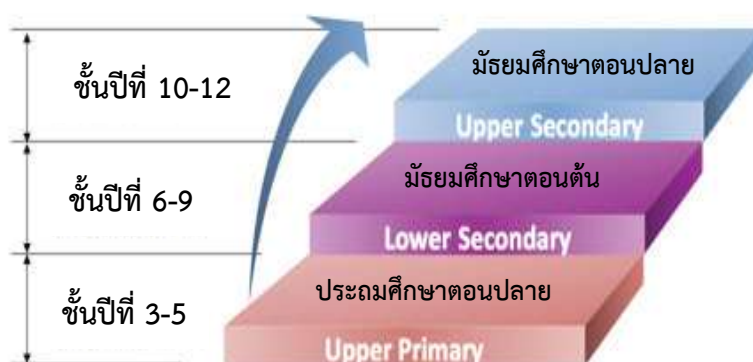 ชั้นปีที่ 10-12
มัธยมศึกษาตอนปลาย
Upper Secondary
ชั้นปีที่ 6-9
มัธยมศึกษาตอนต้น
Lower Secondary
ชั้นปีที่ 3-5
ประถมศึกษาตอนปลาย
Upper Primary